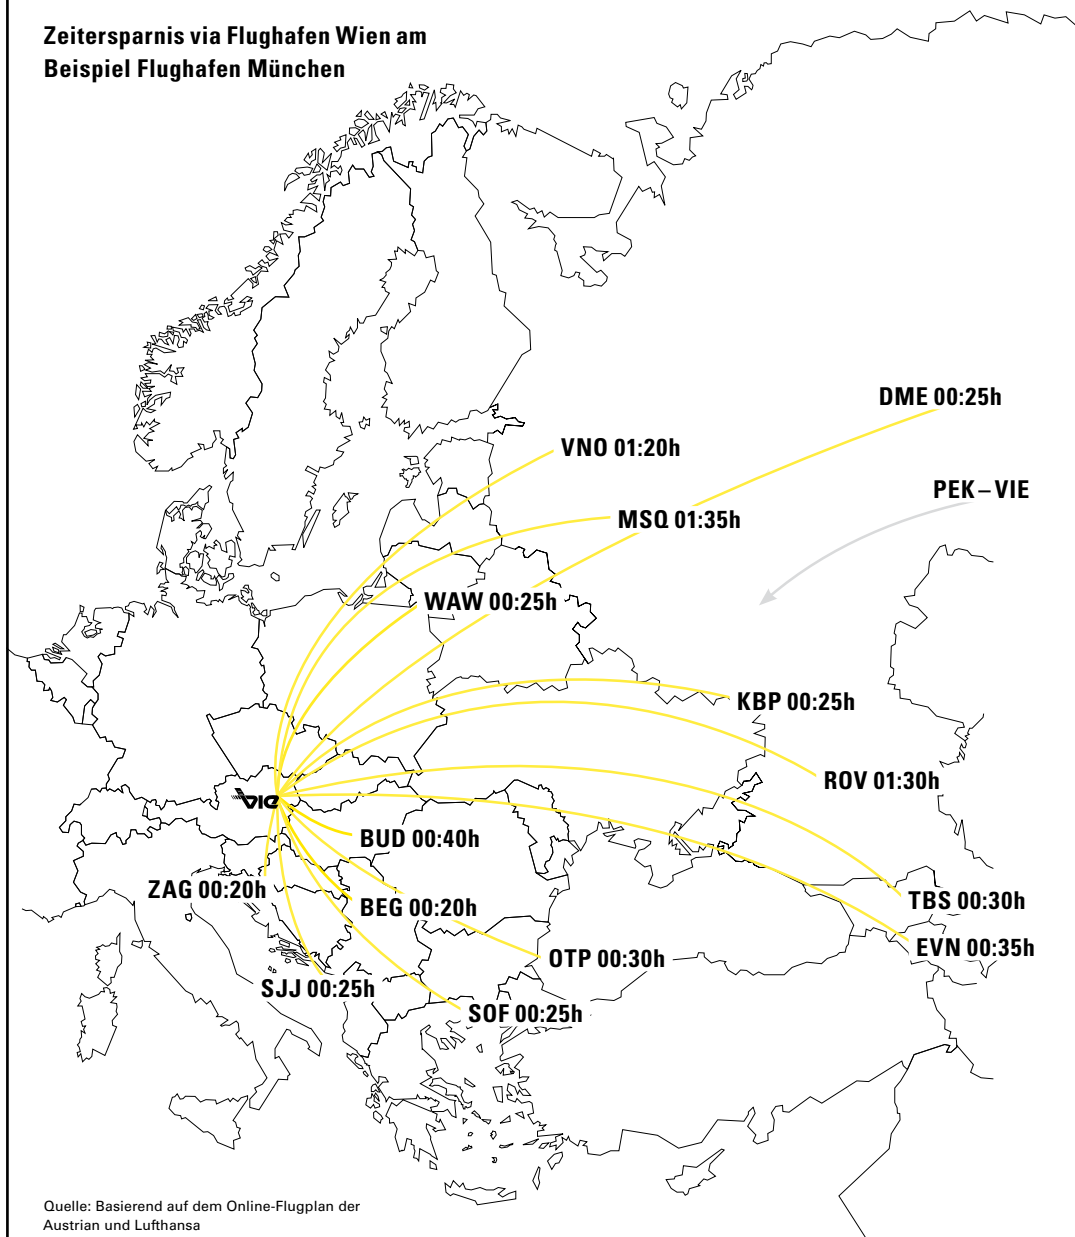 Zeitersparnis via Flughafen Wien am
Beispiel Flughafen München
DME 00:25h
VNO 01:20h
PEK – VIE
MSQ 01:35h
WAW 00:25h
KBP 00:25h
ROV 01:30h
VIE
BUD 00:40h
ZAG 00:20h
BEG 00:20h
TBS 00:30h
EVN 00:35h
OTP 00:30h
SJJ 00:25h
SOF 00:25h
Quelle: Basierend auf dem Online-Flugplan der
Austrian und Lufthansa